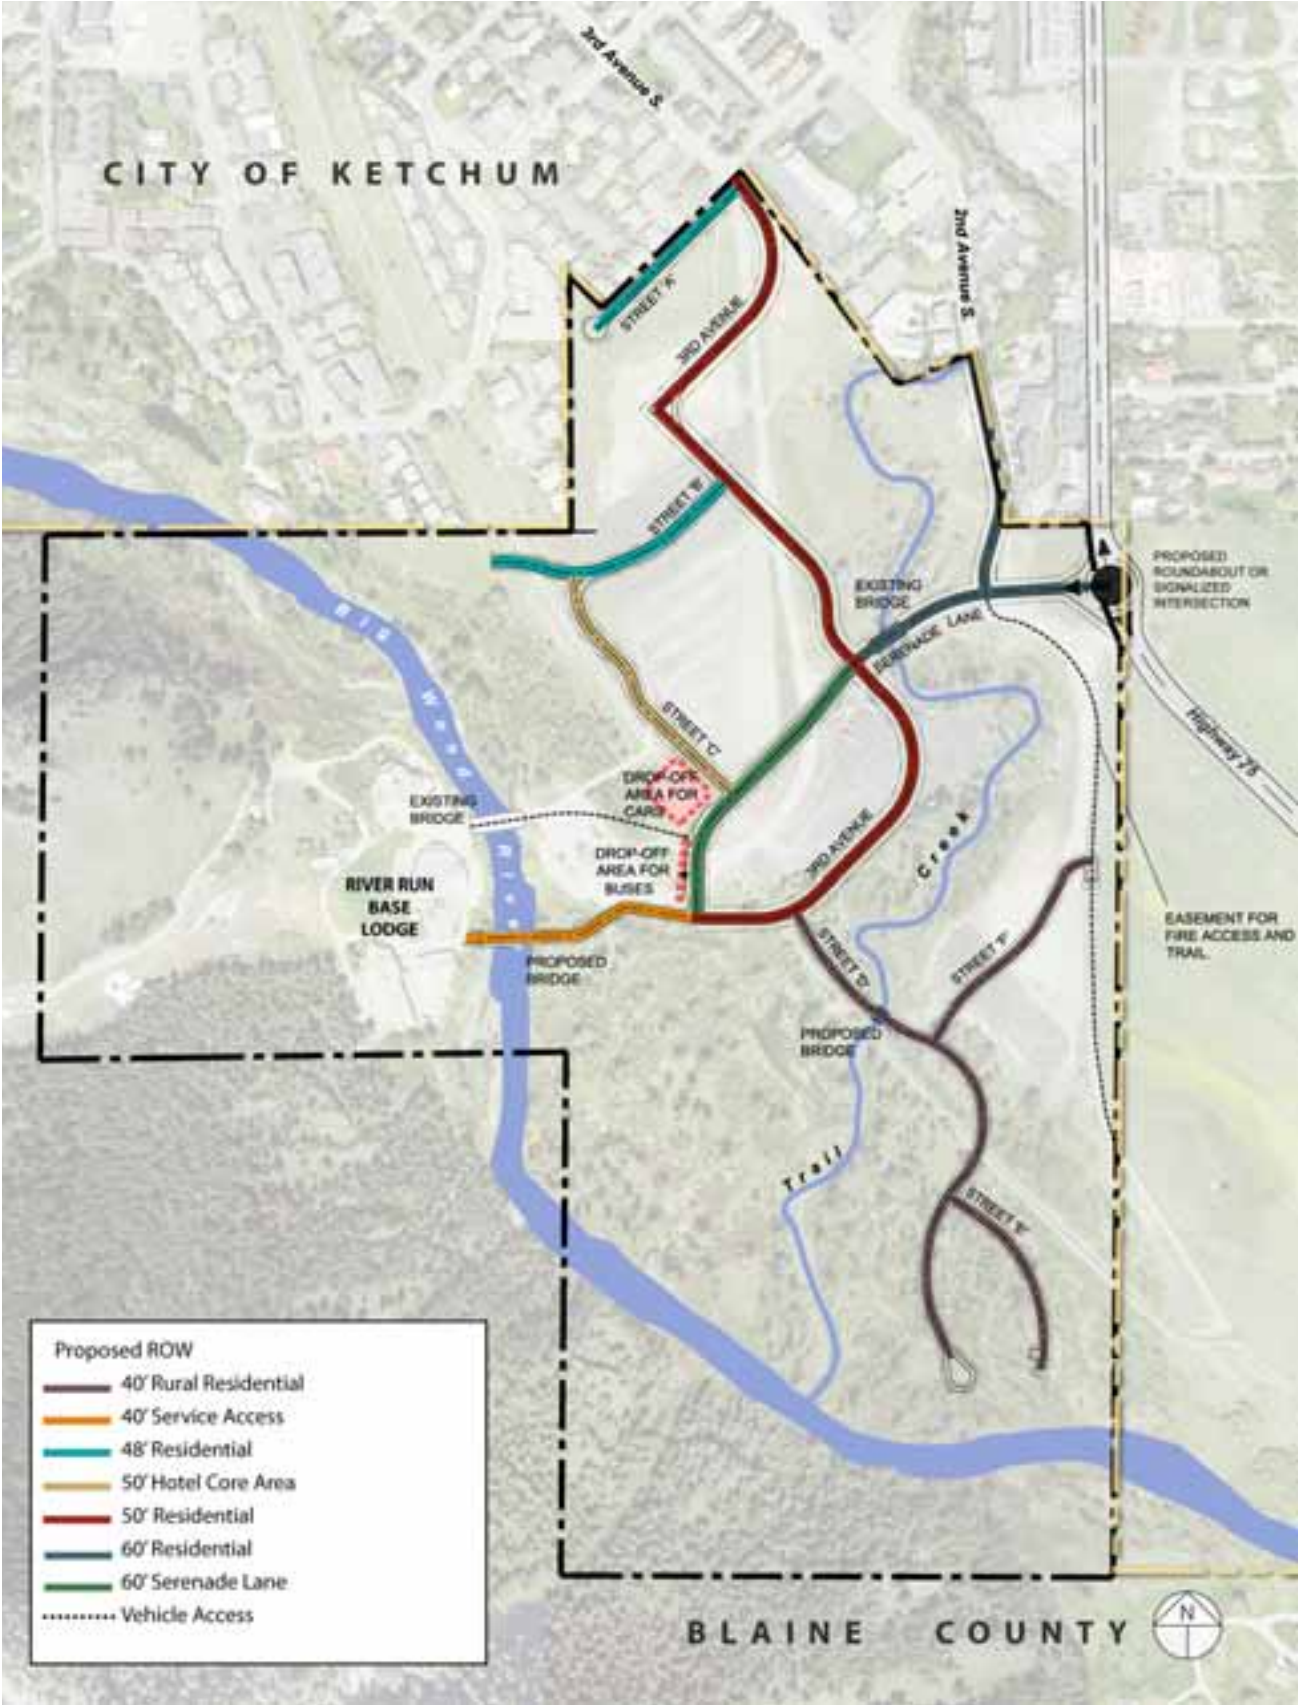 3rd Avenue S.
CITY OF KETCHUM
2nd Avenue S.
STREET 'A'
3RD AVENUE
STREET 'B'
EXISTING
BRIDGE
PROPOSED
ROUNDABOUT OR
SIGNALIZED
INTERSECTION
SERENADE LANE
Big Wood River
STREET 'C'
Highway 75
DROP-OFF
AREA FOR
CARS
EXISTING
BRIDGE
DROP-OFF
AREA FOR
BUSES
3RD AVENUE
Creek
RIVER RUN
BASE
LODGE
EASEMENT FOR
FIRE ACCESS AND
TRAIL.
PROPOSED
BRIDGE
STREET 'D'
STREET 'F'
PROPOSED
BRIDGE
Trail
STREET 'E'
Proposed ROW
40' Rural Residential
40' Service Access
48' Residential
50' Hotel Core Area
50' Residential
60' Residential
60' Serenade Lane
Vehicle Access
BLAINE COUNTY
N